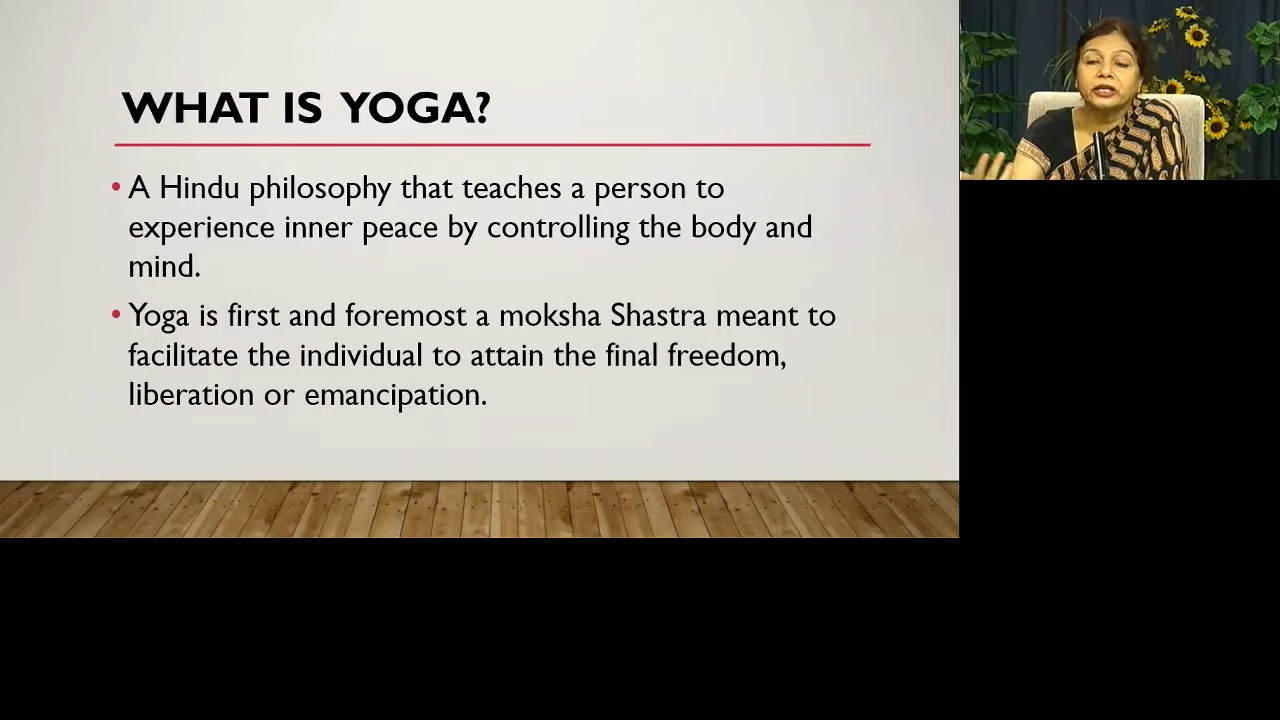 WHAT IS YOGA?
• A Hindu philosophy that teaches a person to
experience inner peace by controlling the body and
mind.
• Yoga is first and foremost a moksha Shastra meant to
facilitate the individual to attain the final freedom,
liberation or emancipation.